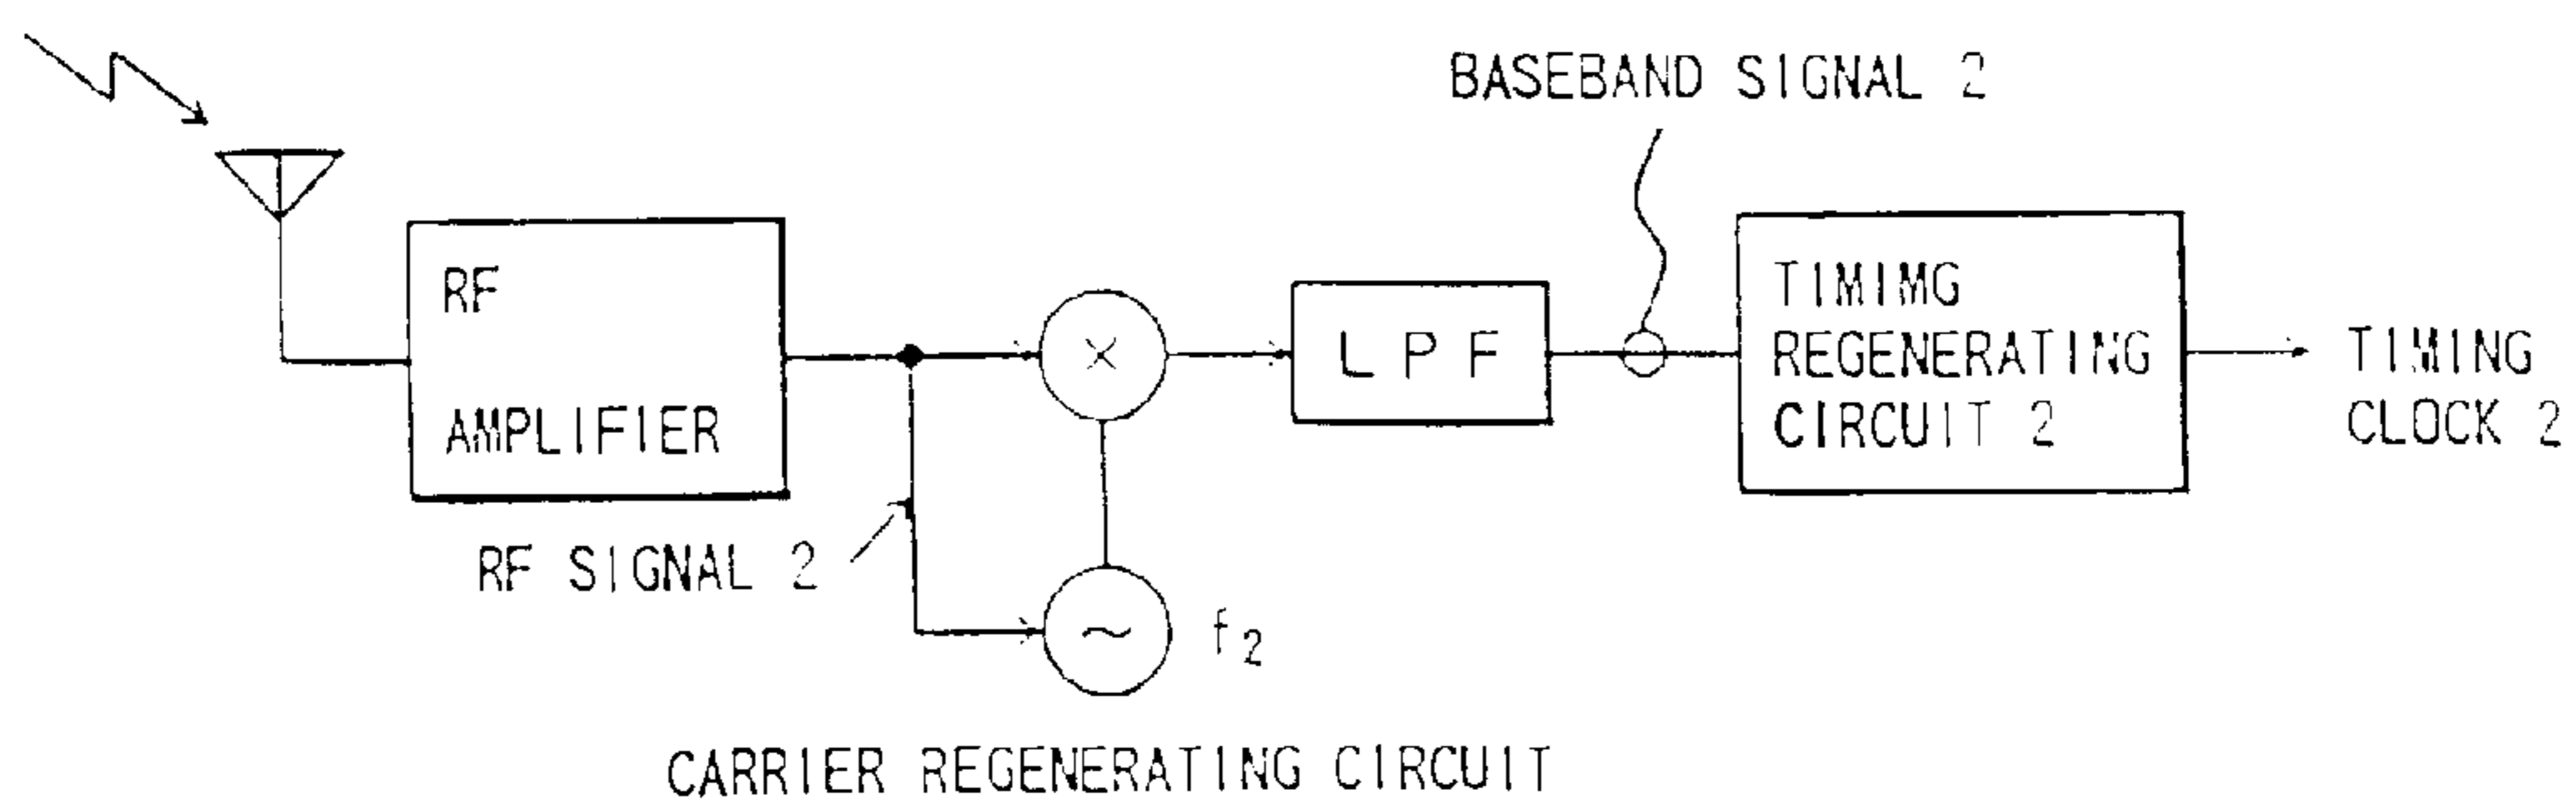 BASEBAND SIGNAL 2
RF
AMPLIFIER
RF SIGNAL 2
×
~
f2
L P F
TIMIMG
REGENERATING
CIRCUIT 2
TIMING
CLOCK 2
CARRIER REGENERATING CIRCUIT